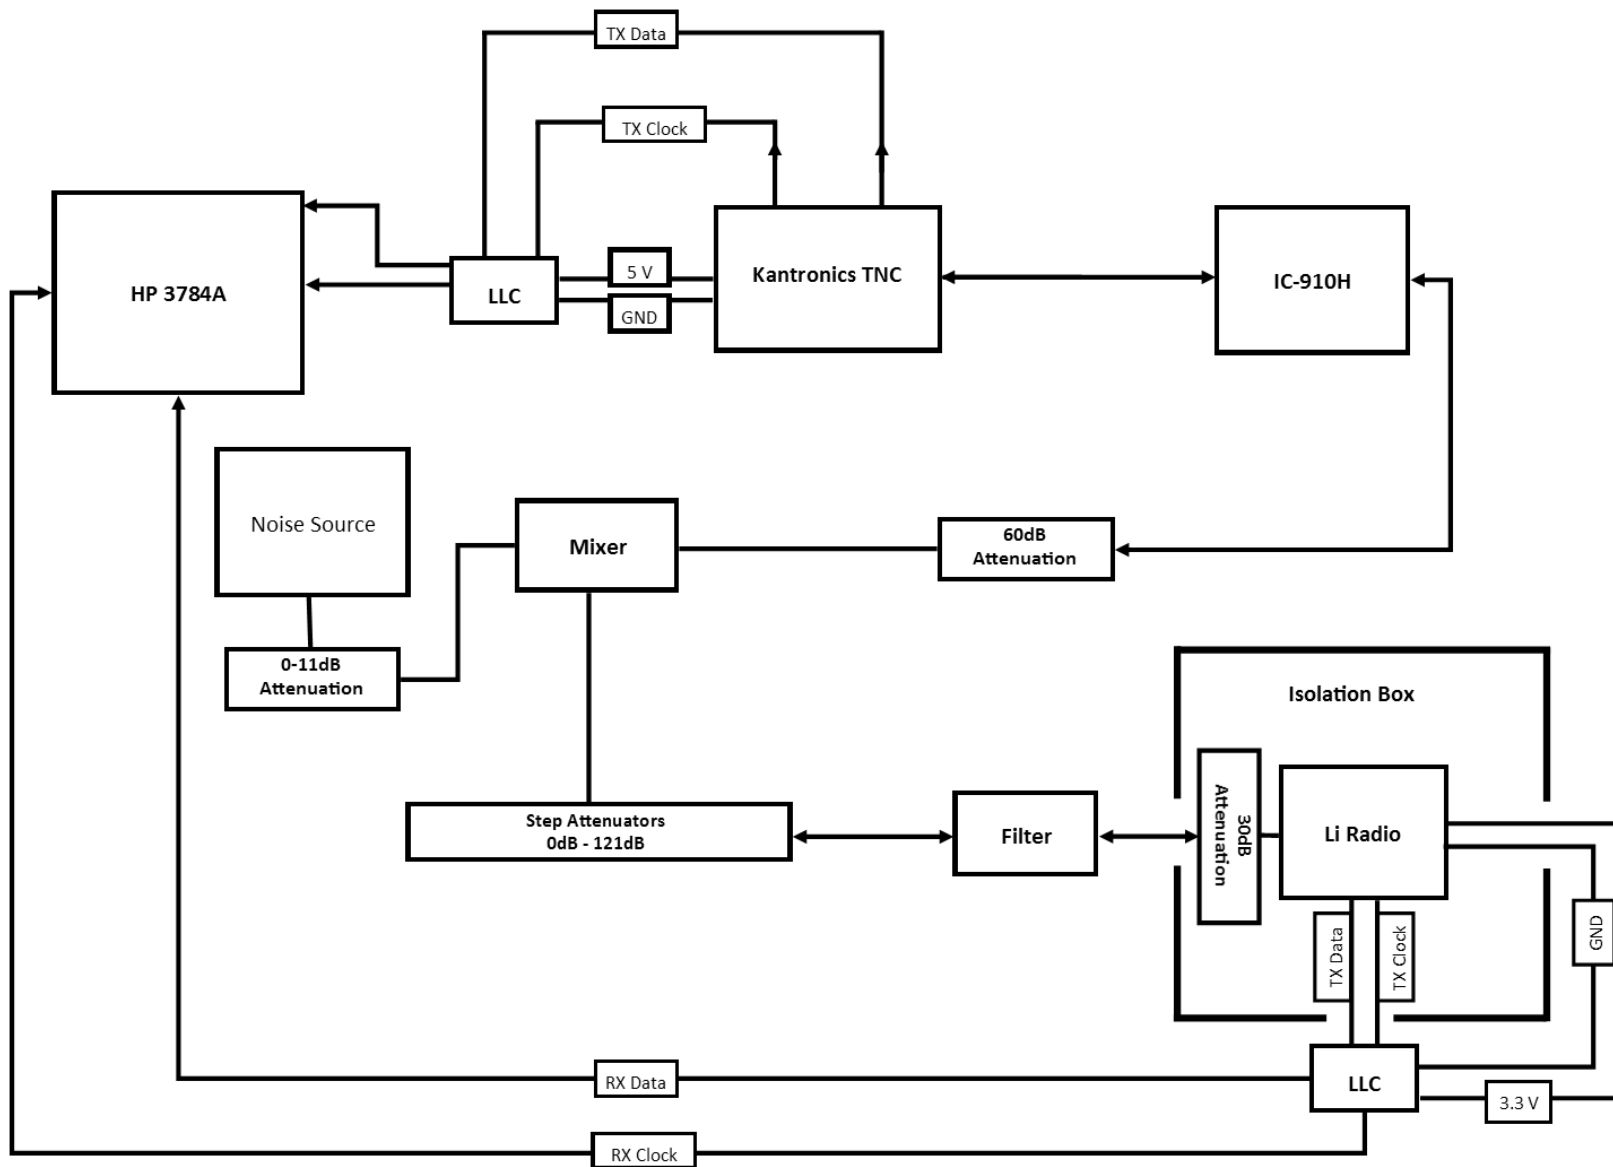 TX Data
TX Clock
HP 3784A
LLC
5 V
GND
Kantronics TNC
IC-910H
Noise Source
Mixer
60dB
Attenuation
0-11dB
Attenuation
Isolation Box
Step Attenuators
0dB - 121dB
Filter
30dB
Attenuation
Li Radio
GND
TX Data
TX Clock
RX Data
LLC
3.3 V
RX Clock